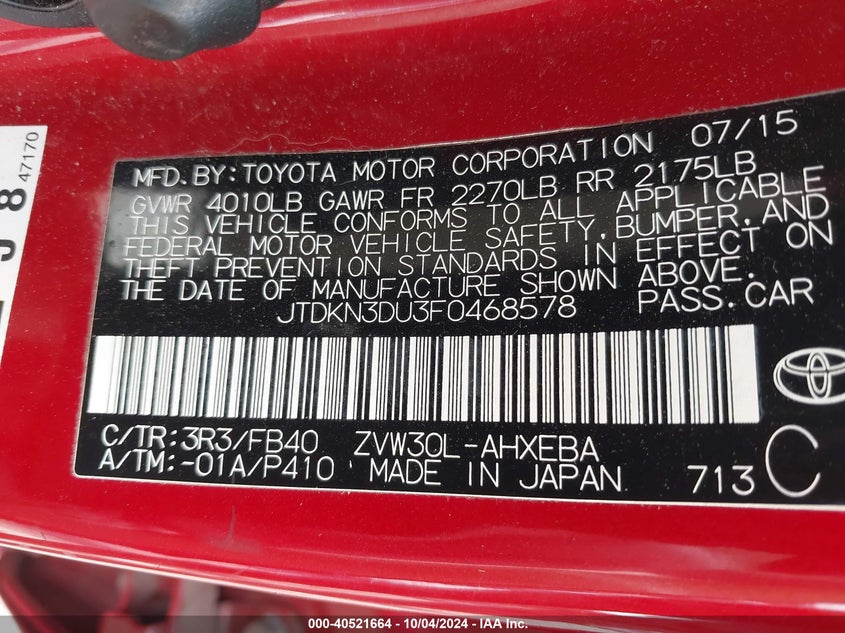 J8
47170
MFD. BY: TOYOTA MOTOR CORPORATION 07/15
GVWR 4010LB GAWR FR 2270LB RR 2175LB
THIS VEHICLE CONFORMS TO ALL APPLICABLE
FEDERAL MOTOR VEHICLE SAFETY, BUMPER, AND
THEFT PREVENTION STANDARDS IN EFFECT ON
THE DATE OF MANUFACTURE SHOWN ABOVE.
JTDKN3DU3F0468578 PASS. CAR
C/TR: 3R3/FB40 ZVW30L-AHXEBA
A/TM: -01A/P410 MADE IN JAPAN 713 C
000-40521664 - 10/04/2024 - IAA Inc.